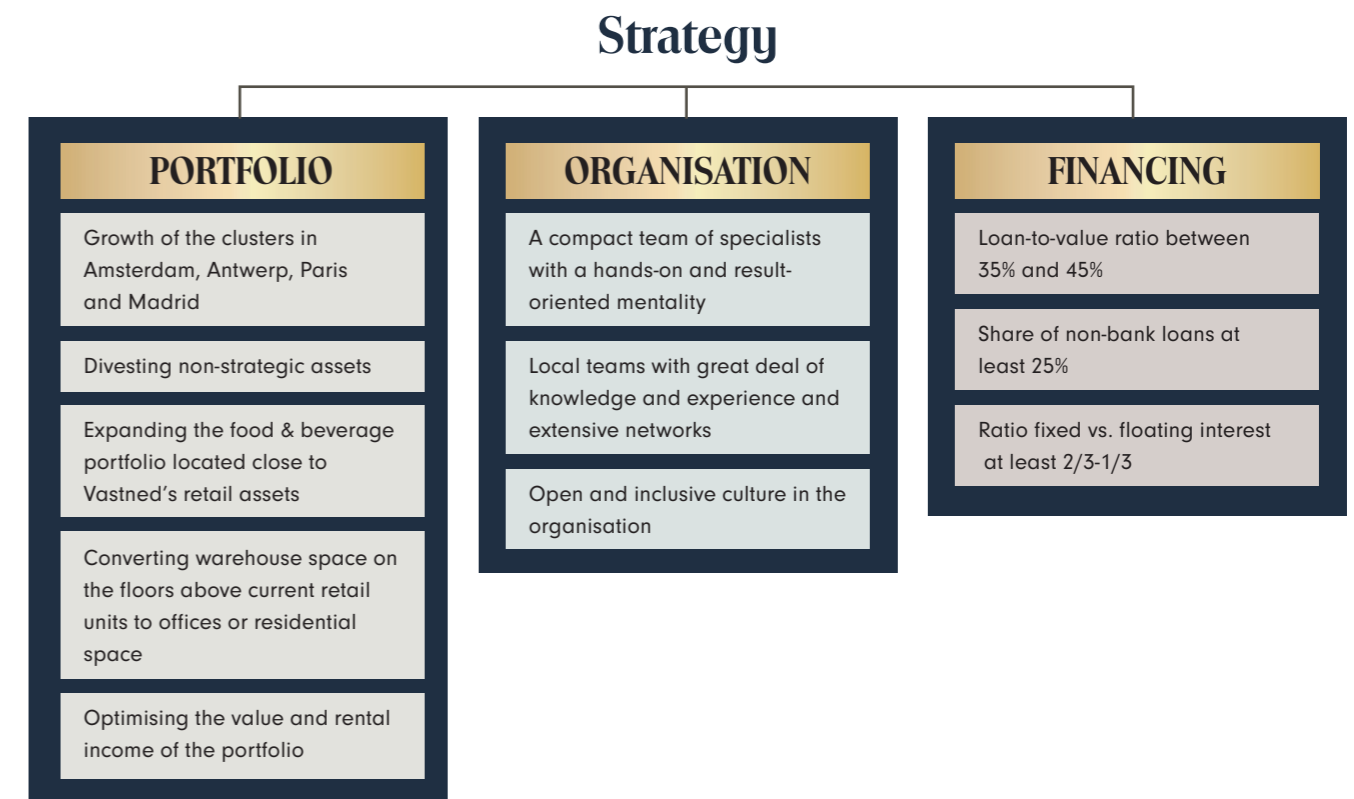 Strategy
PORTFOLIO
Growth of the clusters in
Amsterdam, Antwerp, Paris
and Madrid
Divesting non-strategic assets
Expanding the food & beverage
portfolio located close to
Vastned’s retail assets
Converting warehouse space on
the floors above current retail
units to offices or residential
space
Optimising the value and rental
income of the portfolio
ORGANISATION
A compact team of specialists
with a hands-on and result-
oriented mentality
Local teams with great deal of
knowledge and experience and
extensive networks
Open and inclusive culture in the
organisation
FINANCING
Loan-to-value ratio between
35% and 45%
Share of non-bank loans at
least 25%
Ratio fixed vs. floating interest
at least 2/3-1/3